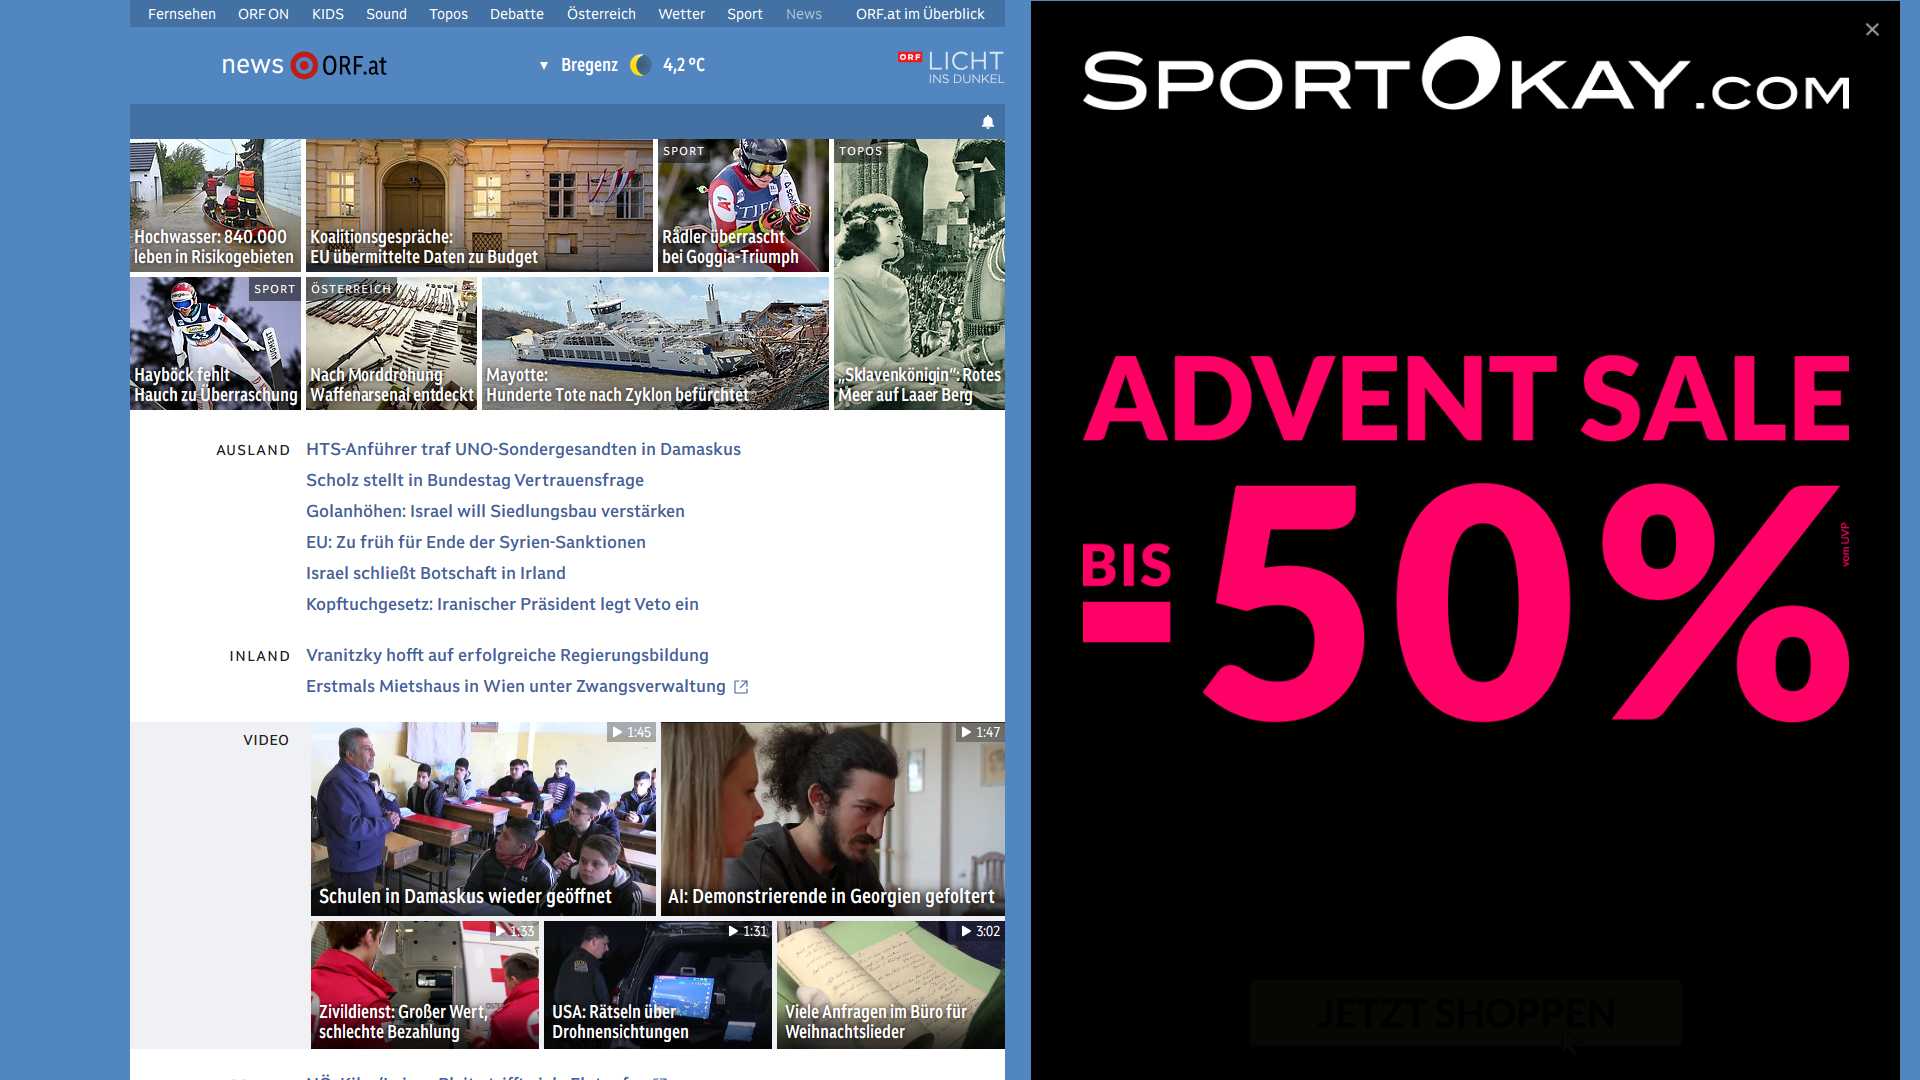 Fernsehen ORF ON KIDS Sound Topos Debatte Österreich Wetter Sport News ORF.at im Überblick
news ORF.at
Bregenz 4,2 °C
ORF LICHT
INS DUNKEL
Hochwasser: 840.000
leben in Risikogebieten
Koalitionsgespräche:
EU übermittelte Daten zu Budget
SPORT
Rädler überrascht
bei Goggia-Triumph
TOPOS
„Sklavenkönigin“: Rotes
Meer auf Laaer Berg
SPORT
Hayböck fehlt
Hauch zu Überraschung
ÖSTERREICH
Nach Morddrohung
Waffenarsenal entdeckt
Mayotte:
Hunderte Tote nach Zyklon befürchtet
AUSLAND
HTS-Anführer traf UNO-Sondergesandten in Damaskus
Scholz stellt in Bundestag Vertrauensfrage
Golanhöhen: Israel will Siedlungsbau verstärken
EU: Zu früh für Ende der Syrien-Sanktionen
Israel schließt Botschaft in Irland
Kopftuchgesetz: Iranischer Präsident legt Veto ein
INLAND
Vranitzky hofft auf erfolgreiche Regierungsbildung
Erstmals Mietshaus in Wien unter Zwangsverwaltung
VIDEO
1:45
Schulen in Damaskus wieder geöffnet
1:47
AI: Demonstrierende in Georgien gefoltert
1:33
Zivildienst: Großer Wert,
schlechte Bezahlung
1:31
USA: Rätseln über
Drohnensichtungen
3:02
Viele Anfragen im Büro für
Weihnachtslieder
SPORTOKAY.COM
ADVENT SALE
BIS
-50%
vom UVP
JETZT SHOPPEN